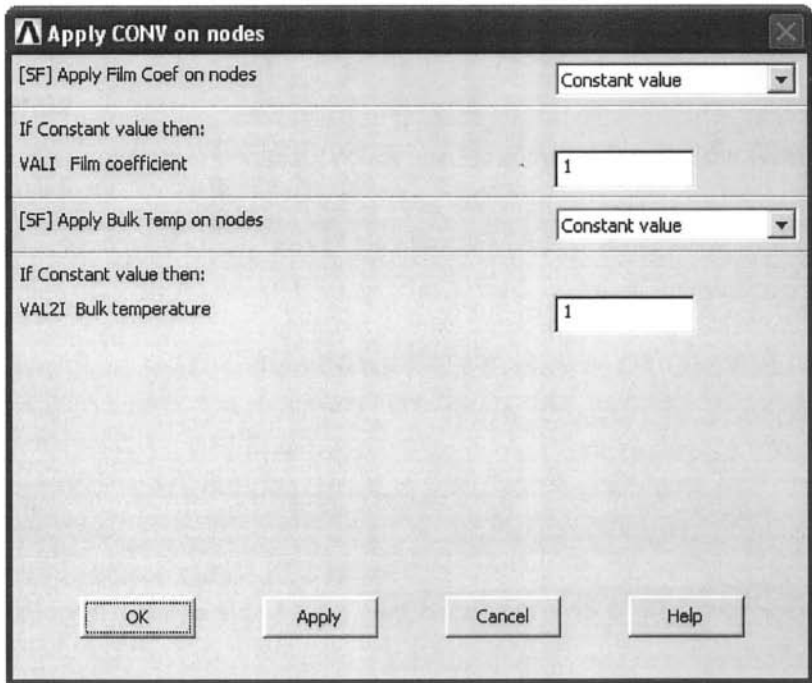 Apply CONV on nodes
[SF] Apply Film Coef on nodes Constant value
If Constant value then:
VALI Film coefficient 1
[SF] Apply Bulk Temp on nodes Constant value
If Constant value then:
VAL2I Bulk temperature 1
OK Apply Cancel Help